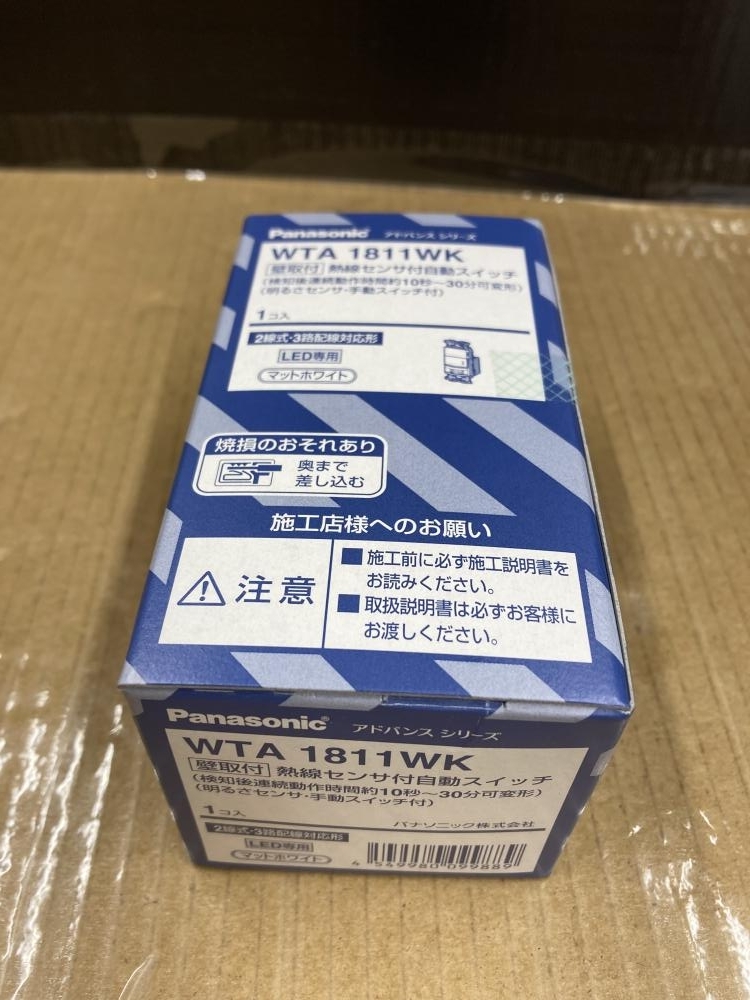 Panasonic アドバンス シリーズ
WTA 1811WK
[壁取付] 熱線センサ付自動スイッチ
(検知後連続動作時間約10秒～30分可変形)
(明るさセンサ・手動スイッチ付)
1コ入
2線式・3路配線対応形
LED専用
マットホワイト
焼損のおそれあり
奥まで
差し込む
施工店様へのお願い
注意
■施工前に必ず施工説明書を
お読みください。
■取扱説明書は必ずお客様に
お渡しください。
Panasonic® アドバンス シリーズ
WTA 1811WK
[壁取付] 熱線センサ付自動スイッチ
(検知後連続動作時間約10秒～30分可変形)
(明るさセンサ・手動スイッチ付)
1コ入
パナソニック株式会社
2線式・3路配線対応形
LED専用
マットホワイト
4 549980 099889